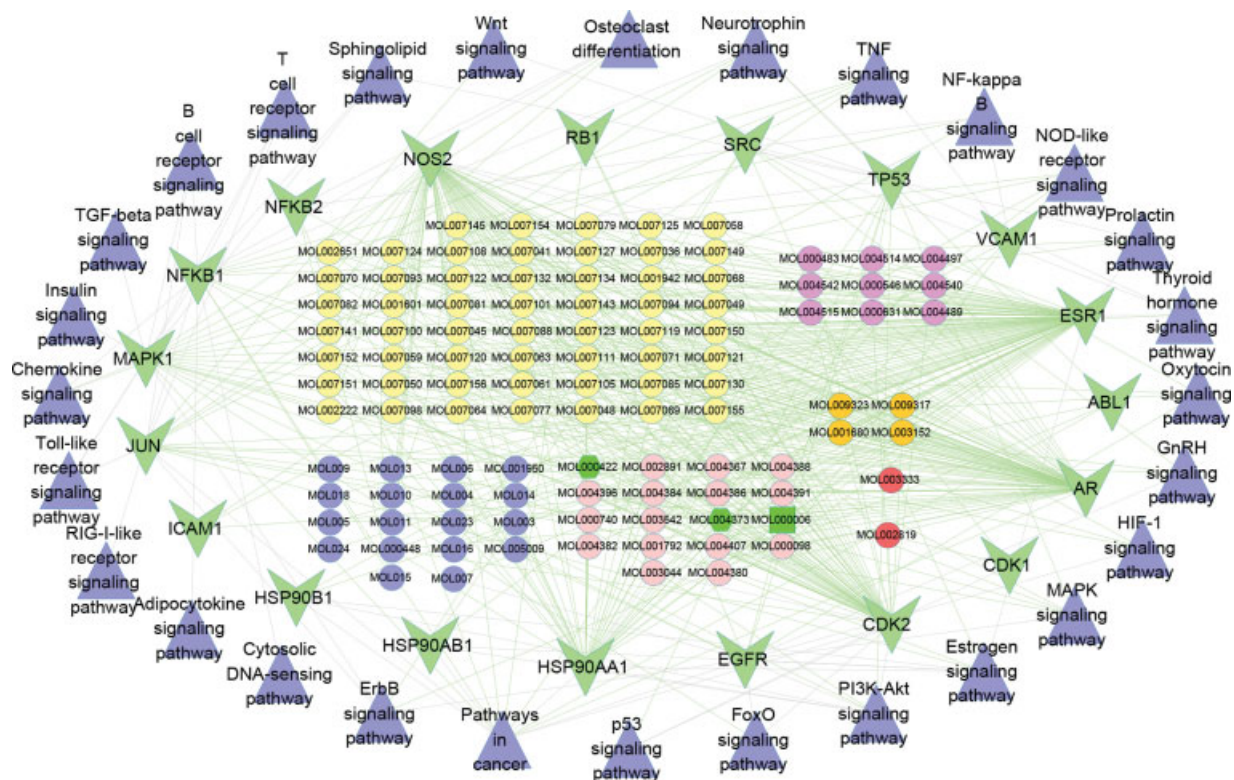 Wnt
signaling
pathway
Osteoclast
differentiation
Neurotrophin
signaling
pathway
Sphingolipid
signaling
pathway
TNF
signaling
pathway
T
cell
receptor
signaling
pathway
NF-kappa
B
signaling
pathway
B
cell
receptor
signaling
pathway
NOD-like
receptor
signaling
pathway
NOS2
RB1
SRC
TP53
NFKB2
VCAM1
TGF-beta
signaling
pathway
Prolactin
signaling
pathway
NFKB1
Insulin
signaling
pathway
Thyroid
hormone
signaling
pathway
ESR1
MAPK1
Chemokine
signaling
pathway
Oxytocin
signaling
pathway
ABL1
JUN
Toll-like
receptor
signaling
pathway
GnRH
signaling
pathway
AR
ICAM1
RIG-I-like
receptor
signaling
pathway
HIF-1
signaling
pathway
CDK1
HSP90B1
Adipocytokine
signaling
pathway
MAPK
signaling
pathway
HSP90AB1
HSP90AA1
EGFR
CDK2
Cytosolic
DNA-sensing
pathway
Estrogen
signaling
pathway
ErbB
signaling
pathway
Pathways
in
cancer
p53
signaling
pathway
FoxO
signaling
pathway
PI3K-Akt
signaling
pathway
MOL007145 MOL007154 MOL007079 MOL007125 MOL007058
MOL002651 MOL007124 MOL007108 MOL007041 MOL007127 MOL007036 MOL007149
MOL007070 MOL007093 MOL007122 MOL007132 MOL007134 MOL001942 MOL007068
MOL007082 MOL001601 MOL007081 MOL007101 MOL007143 MOL007094 MOL007049
MOL007141 MOL007100 MOL007045 MOL007088 MOL007123 MOL007119 MOL007150
MOL007152 MOL007059 MOL007120 MOL007063 MOL007111 MOL007071 MOL007121
MOL007151 MOL007050 MOL007156 MOL007061 MOL007105 MOL007085 MOL007130
MOL002222 MOL007098 MOL007064 MOL007077 MOL007048 MOL007069 MOL007155
MOL000483 MOL004514 MOL004497
MOL004542 MOL000546 MOL004540
MOL004515 MOL000631 MOL004489
MOL009323 MOL009317
MOL001680 MOL003152
MOL003333
MOL002819
MOL009 MOL013 MOL006 MOL001950
MOL018 MOL010 MOL004 MOL014
MOL005 MOL011 MOL023 MOL003
MOL024 MOL000448 MOL016 MOL005009
MOL015 MOL007
MOL000422 MOL002891 MOL004367 MOL004388
MOL004396 MOL004384 MOL004386 MOL004391
MOL000740 MOL003542 MOL004373 MOL000006
MOL004382 MOL001792 MOL004407 MOL000098
MOL003044 MOL004380